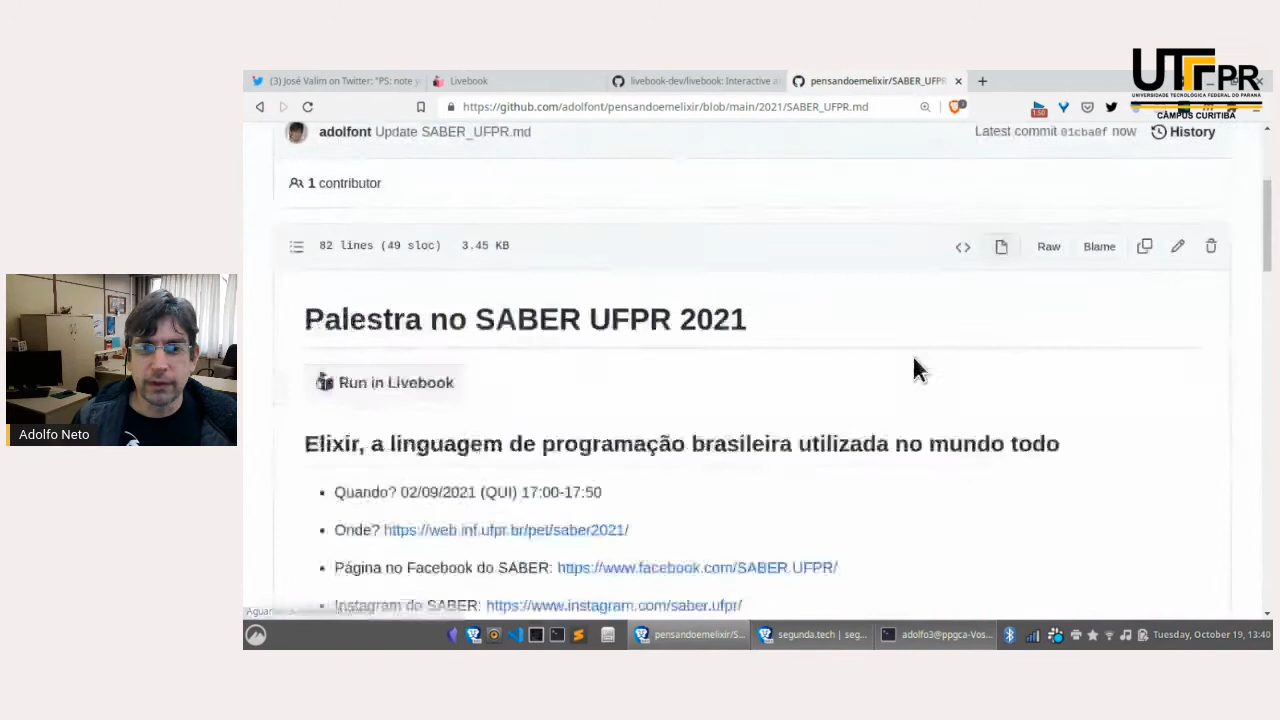 UTFPR
UNIVERSIDADE TECNOLÓGICA FEDERAL DO PARANÁ
CÂMPUS CURITIBA
(3) José Valim on Twitter: "PS: note y
Livebook
livebook-dev/livebook: Interactive a
pensandoemelixir/SABER_UFPR
https://github.com/adolfont/pensandoemelixir/blob/main/2021/SABER_UFPR.md
adolfont Update SABER_UFPR.md
Latest commit 01cba0f now
History
1 contributor
82 lines (49 sloc) 3.45 KB
Raw
Blame
Palestra no SABER UFPR 2021
Run in Livebook
Elixir, a linguagem de programação brasileira utilizada no mundo todo
Quando? 02/09/2021 (QUI) 17:00-17:50
Onde? https://web.inf.ufpr.br/pet/saber2021/
Página no Facebook do SABER: https://www.facebook.com/SABER.UFPR/
Instagram do SABER: https://www.instagram.com/saber.ufpr/
Adolfo Neto
pensandoemelixir/S...
segunda.tech | seg...
adolfo3@ppgca-Vos...
Tuesday, October 19, 13:40